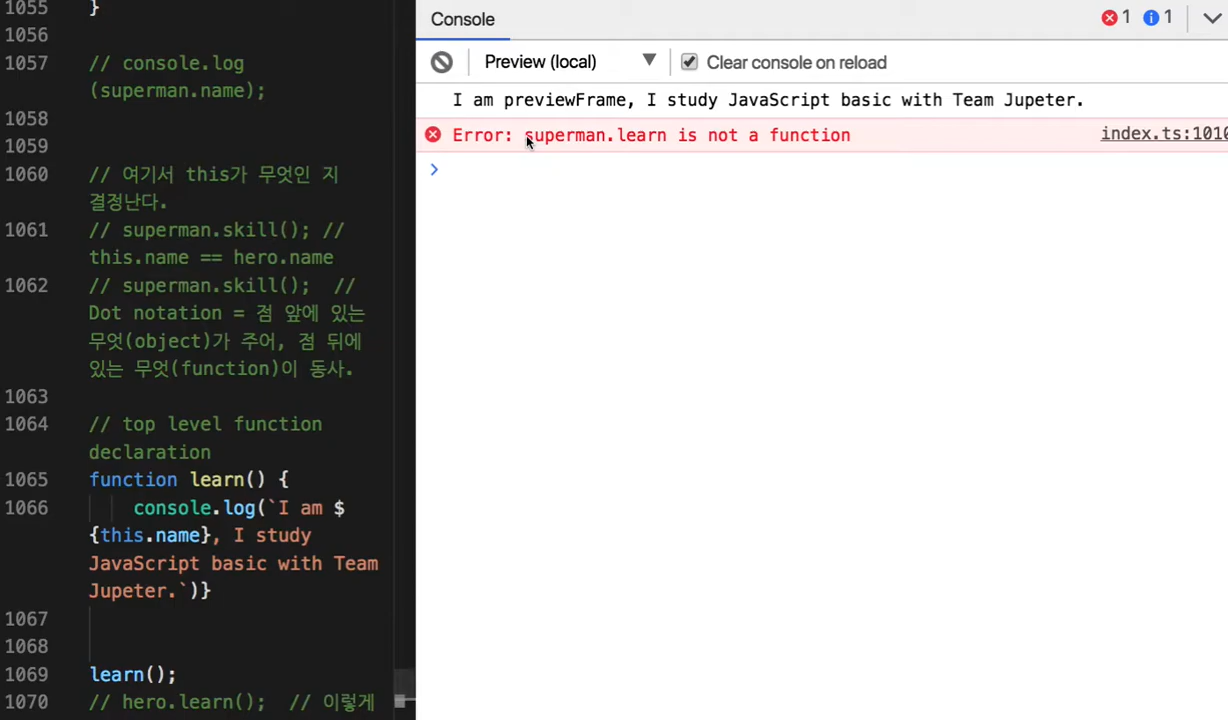 1055 }
1056
1057 // console.log
(superman.name);
1058
1059
1060 // 여기서 this가 무엇인 지
결정난다.
1061 // superman.skill(); //
this.name == hero.name
1062 // superman.skill();  //
Dot notation = 점 앞에 있는
무엇(object)가 주어, 점 뒤에
있는 무엇(function)이 동사.
1063
1064 // top level function
declaration
1065 function learn() {
1066 console.log(`I am $
{this.name}, I study
JavaScript basic with Team
Jupeter.`)}
1067
1068
1069 learn();
1070 // hero.learn();  // 이렇게
Console
1 1
Preview (local) Clear console on reload
I am previewFrame, I study JavaScript basic with Team Jupeter.
Error: superman.learn is not a function index.ts:1010